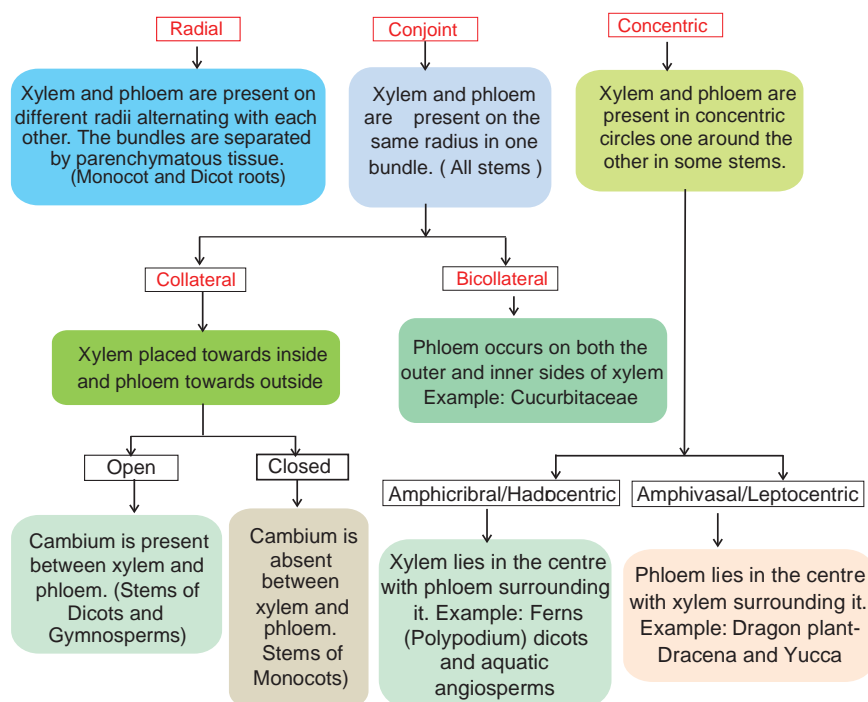 Radial
Conjoint
Concentric
Xylem and phloem are present on
different radii alternating with each
other. The bundles are separated
by parenchymatous tissue.
(Monocot and Dicot roots)
Xylem and phloem
are present on the
same radius in one
bundle. ( All stems )
Xylem and phloem are
present in concentric
circles one around the
other in some stems.
Collateral
Bicollateral
Xylem placed towards inside
and phloem towards outside
Phloem occurs on both the
outer and inner sides of xylem
Example: Cucurbitaceae
Open
Closed
Amphicribral/Hadrocentric
Amphivasal/Leptocentric
Cambium is present
between xylem and
phloem. (Stems of
Dicots and
Gymnosperms)
Cambium is
absent
between
xylem and
phloem.
Stems of
Monocots)
Xylem lies in the centre
with phloem surrounding
it. Example: Ferns
(Polypodium) dicots
and aquatic
angiosperms
Phloem lies in the centre
with xylem surrounding it.
Example: Dragon plant-
Dracena and Yucca